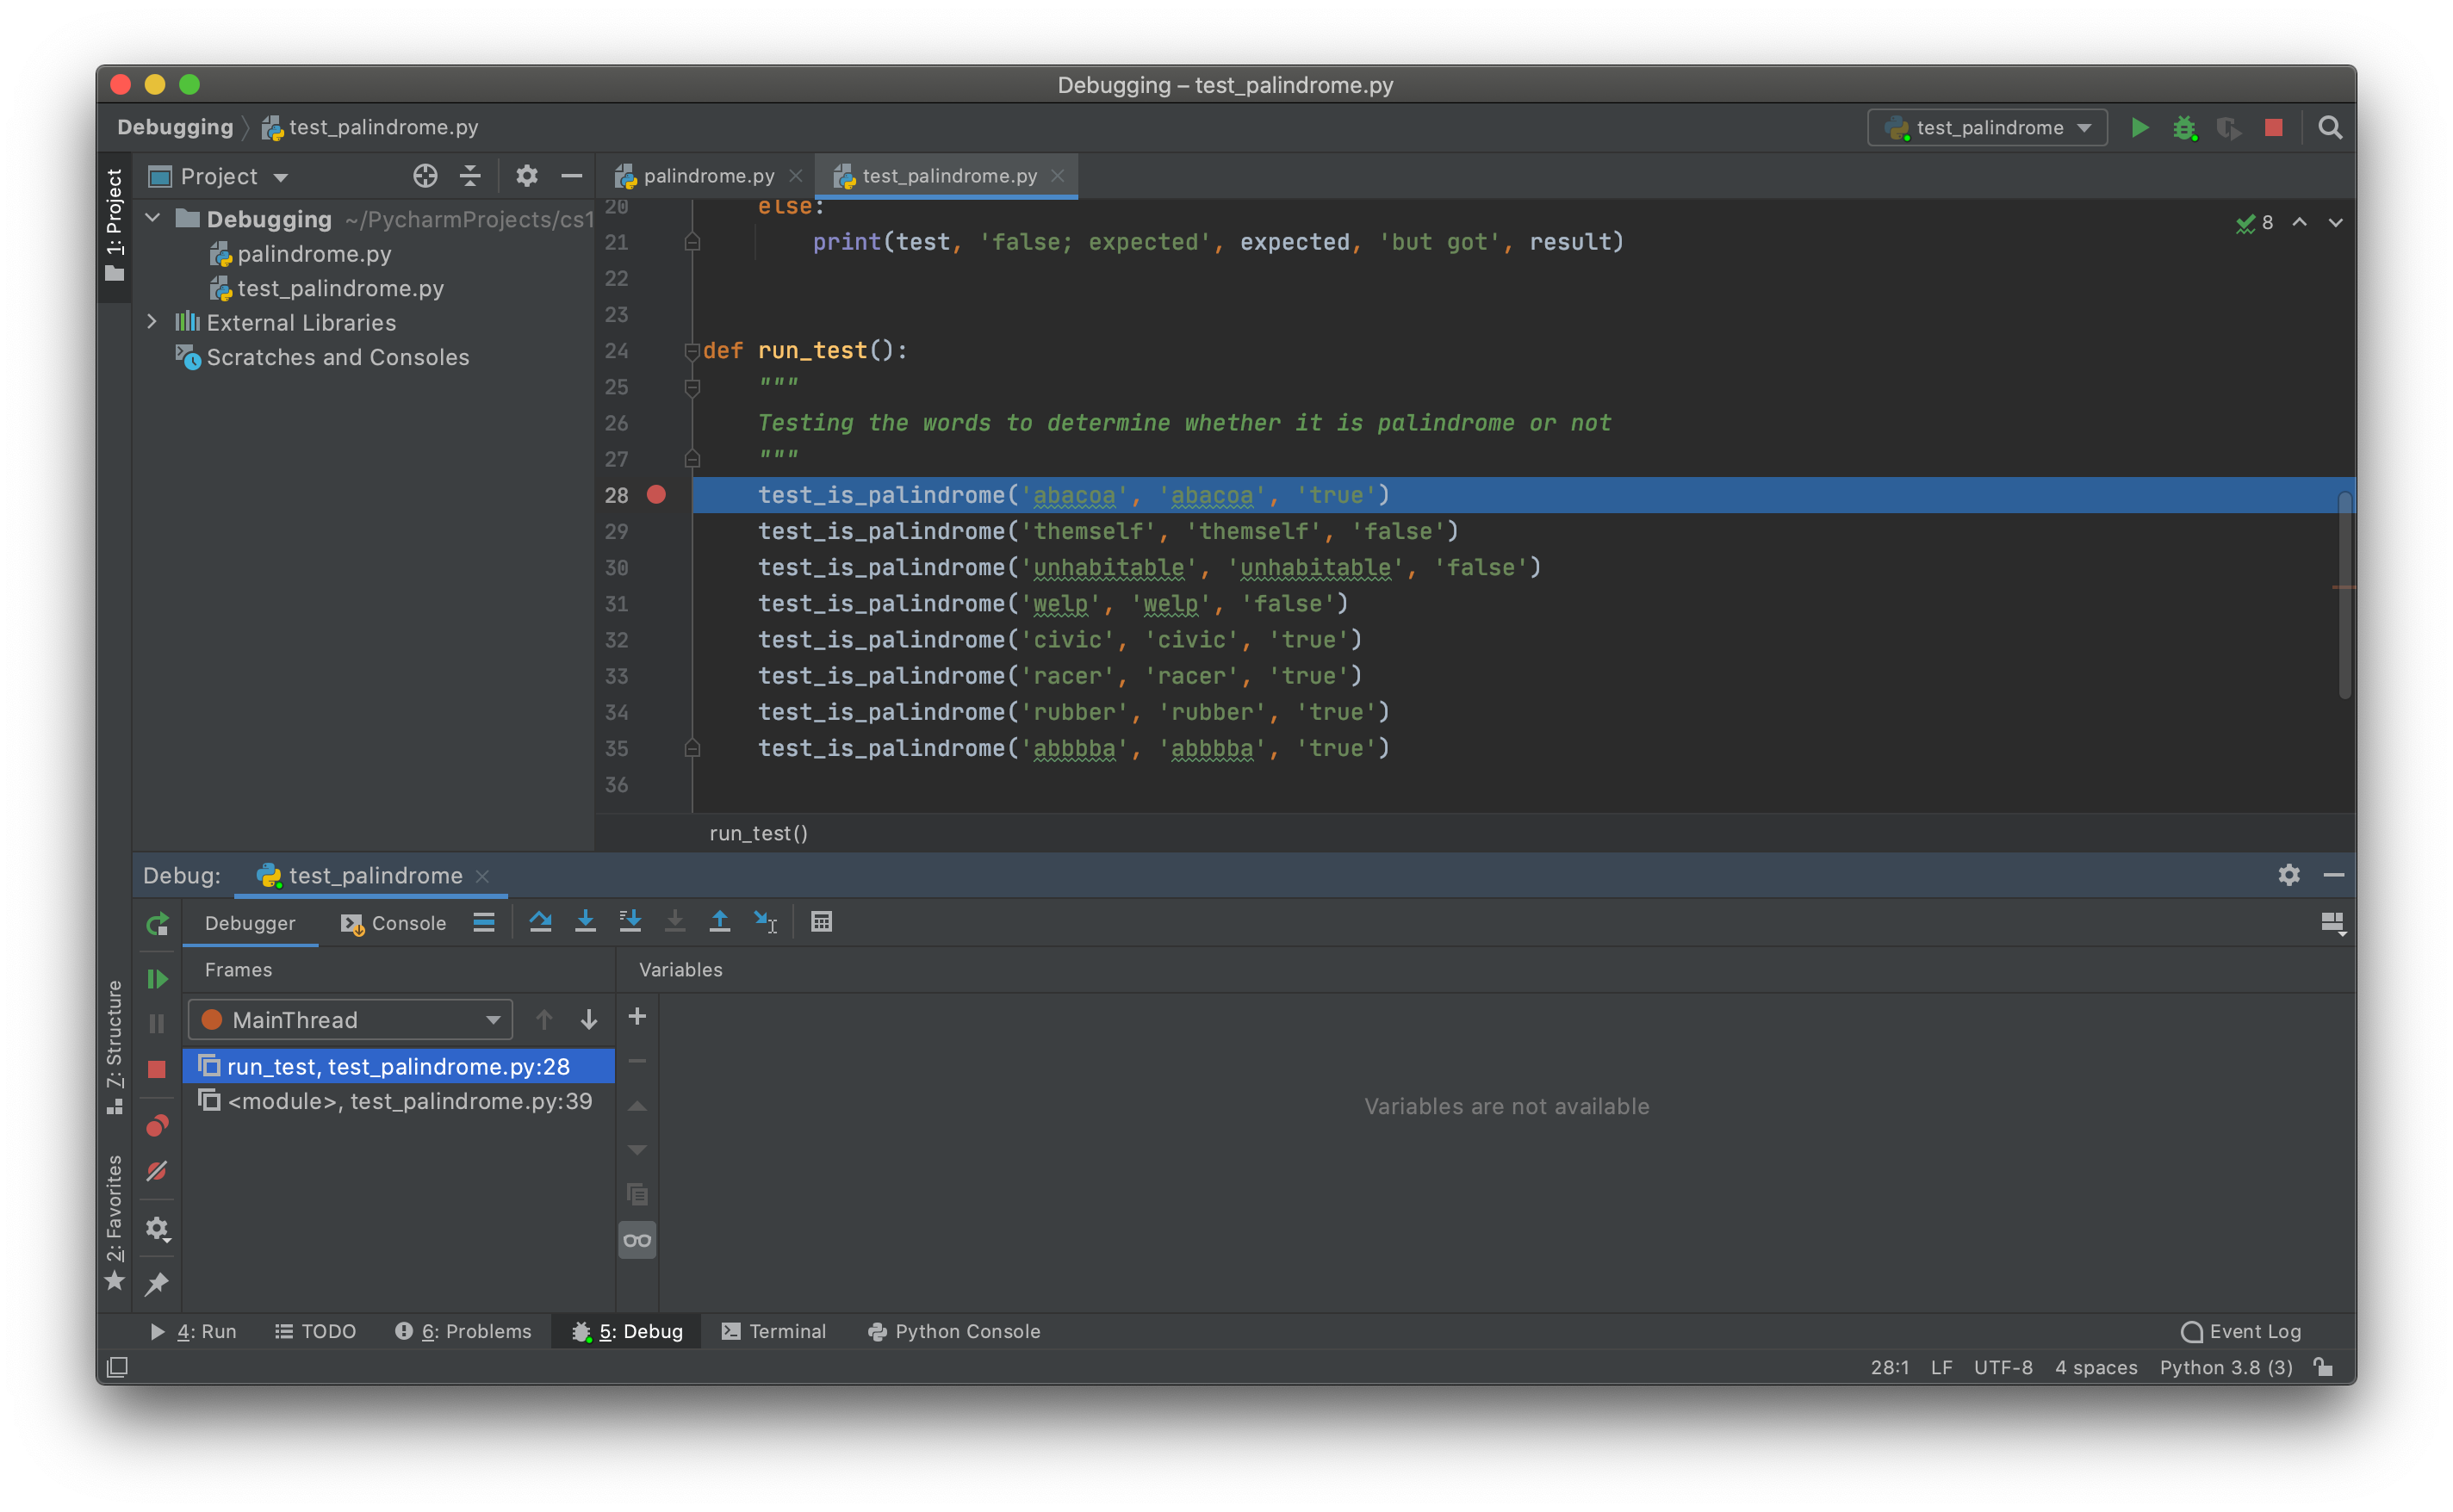 Debugging – test_palindrome.py
Debugging test_palindrome.py
test_palindrome
1: Project
Project
palindrome.py
test_palindrome.py
Debugging ~/PycharmProjects/cs1
palindrome.py
test_palindrome.py
External Libraries
Scratches and Consoles
8
20 else:
21 print(test, 'false; expected', expected, 'but got', result)
22
23
24 def run_test():
25 """
26 Testing the words to determine whether it is palindrome or not
27 """
28 test_is_palindrome('abacoa', 'abacoa', 'true')
29 test_is_palindrome('themself', 'themself', 'false')
30 test_is_palindrome('unhabitable', 'unhabitable', 'false')
31 test_is_palindrome('welp', 'welp', 'false')
32 test_is_palindrome('civic', 'civic', 'true')
33 test_is_palindrome('racer', 'racer', 'true')
34 test_is_palindrome('rubber', 'rubber', 'true')
35 test_is_palindrome('abbbba', 'abbbba', 'true')
36
run_test()
Debug: test_palindrome
Debugger Console
Frames
Variables
MainThread
run_test, test_palindrome.py:28
<module>, test_palindrome.py:39
Variables are not available
7: Structure
2: Favorites
4: Run TODO 6: Problems 5: Debug Terminal Python Console Event Log
28:1 LF UTF-8 4 spaces Python 3.8 (3)